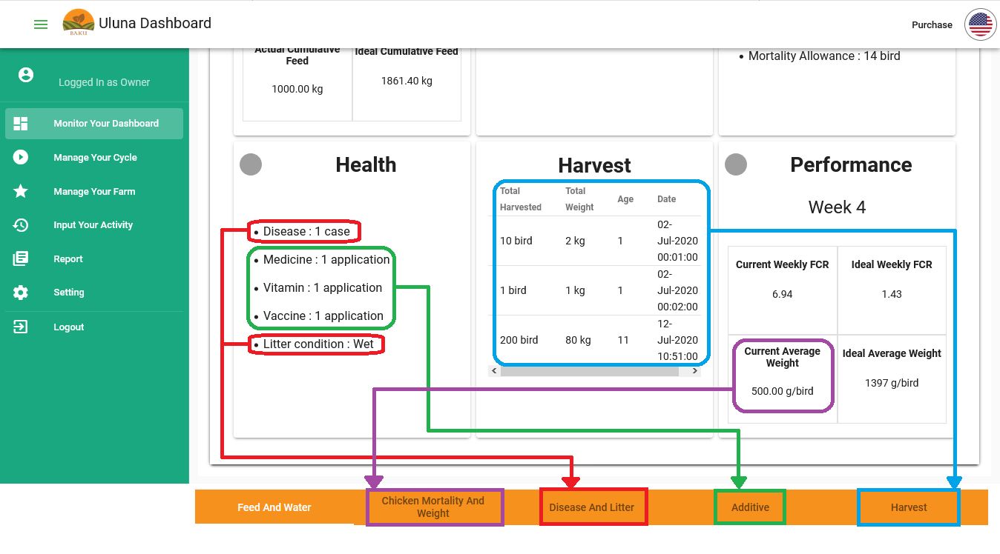 BAKU
Uluna Dashboard
Purchase
Logged In as Owner
Monitor Your Dashboard
Manage Your Cycle
Manage Your Farm
Input Your Activity
Report
Setting
Logout
Actual Cumulative
Feed
1000.00 kg
Ideal Cumulative Feed
1861.40 kg
• Mortality Allowance : 14 bird
Health
• Disease : 1 case
• Medicine : 1 application
• Vitamin : 1 application
• Vaccine : 1 application
• Litter condition : Wet
Harvest
Total
Harvested
Total
Weight
Age
Date
10 bird
2 kg
1
02-
Jul-2020
00:01:00
1 bird
1 kg
1
02-
Jul-2020
00:02:00
200 bird
80 kg
11
12-
Jul-2020
10:51:00
Performance
Week 4
Current Weekly FCR
6.94
Ideal Weekly FCR
1.43
Current Average
Weight
500.00 g/bird
Ideal Average Weight
1397 g/bird
Feed And Water
Chicken Mortality And
Weight
Disease And Litter
Additive
Harvest